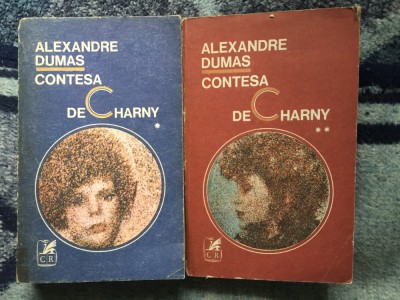 ALEXANDRE
DUMAS
CONTESA
DE CHARNY
*
C.R
ALEXANDRE
DUMAS
CONTESA
DE CHARNY
**
C.R